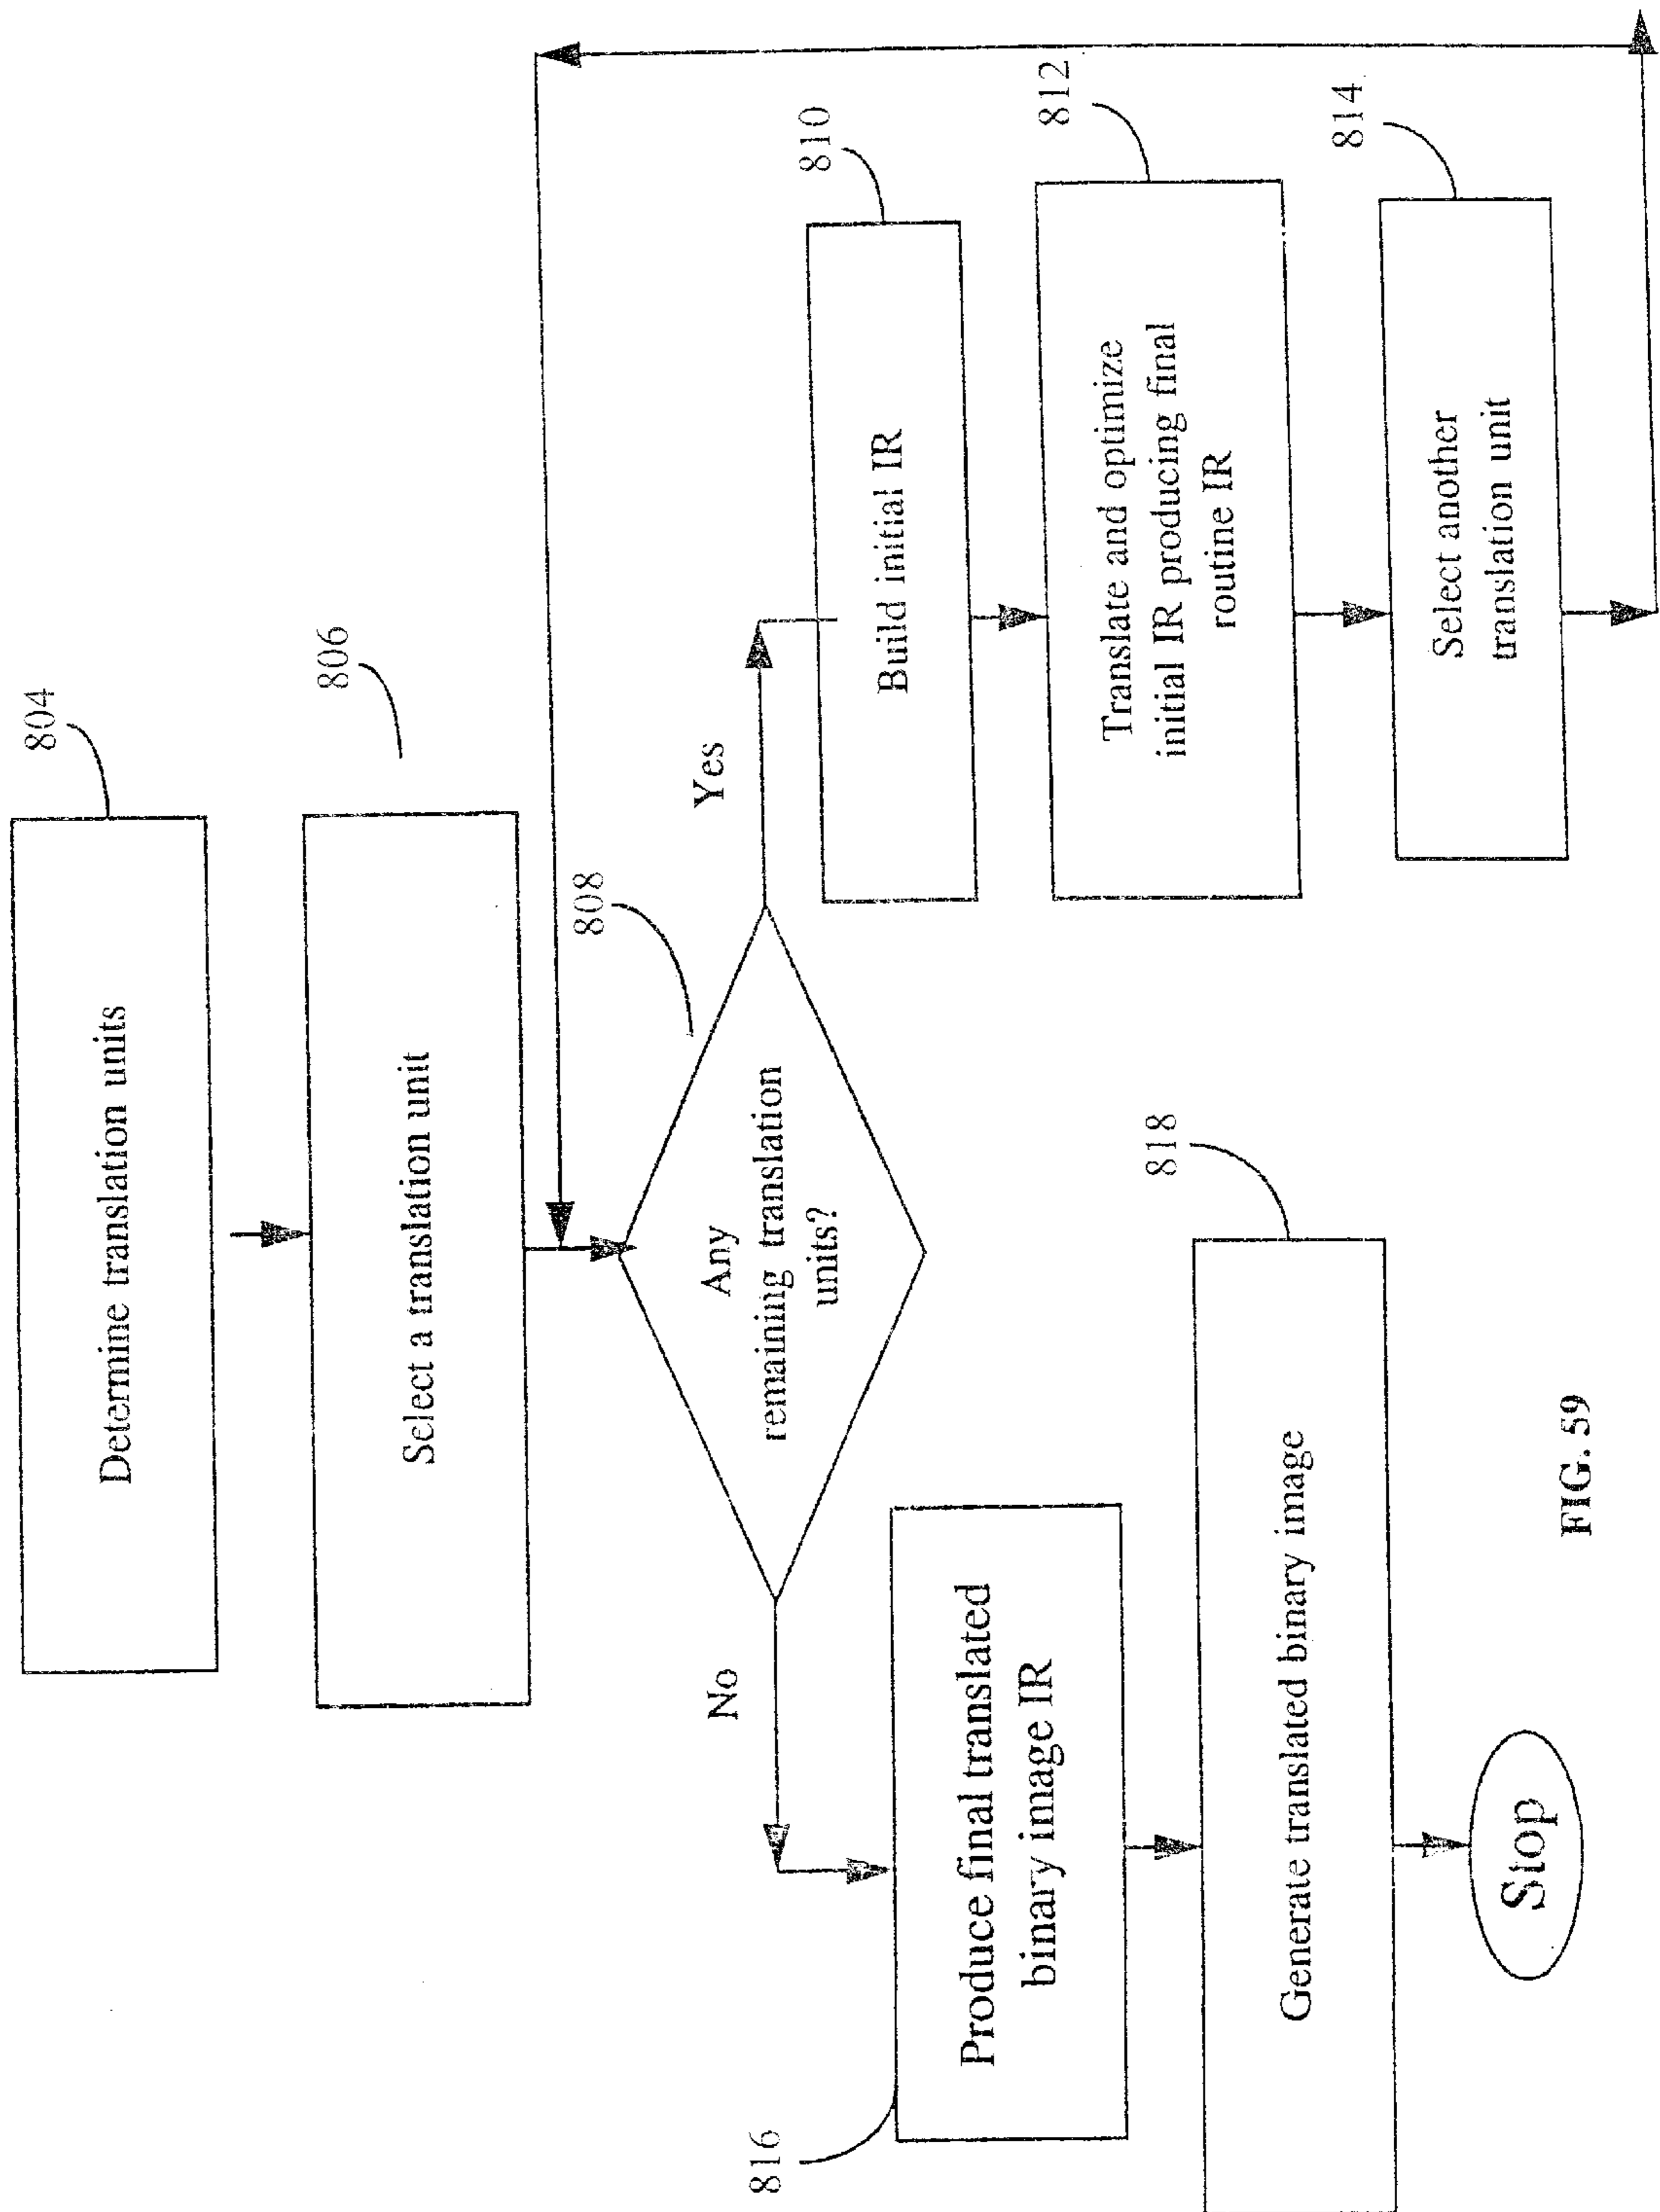 804
Determine translation units
806
Select a translation unit
808
Any
remaining translation
units?
Yes
No
810
Build initial IR
812
Translate and optimize
initial IR producing final
routine IR
814
Select another
translation unit
816
Produce final translated
binary image IR
818
Generate translated binary image
Stop
FIG. 59